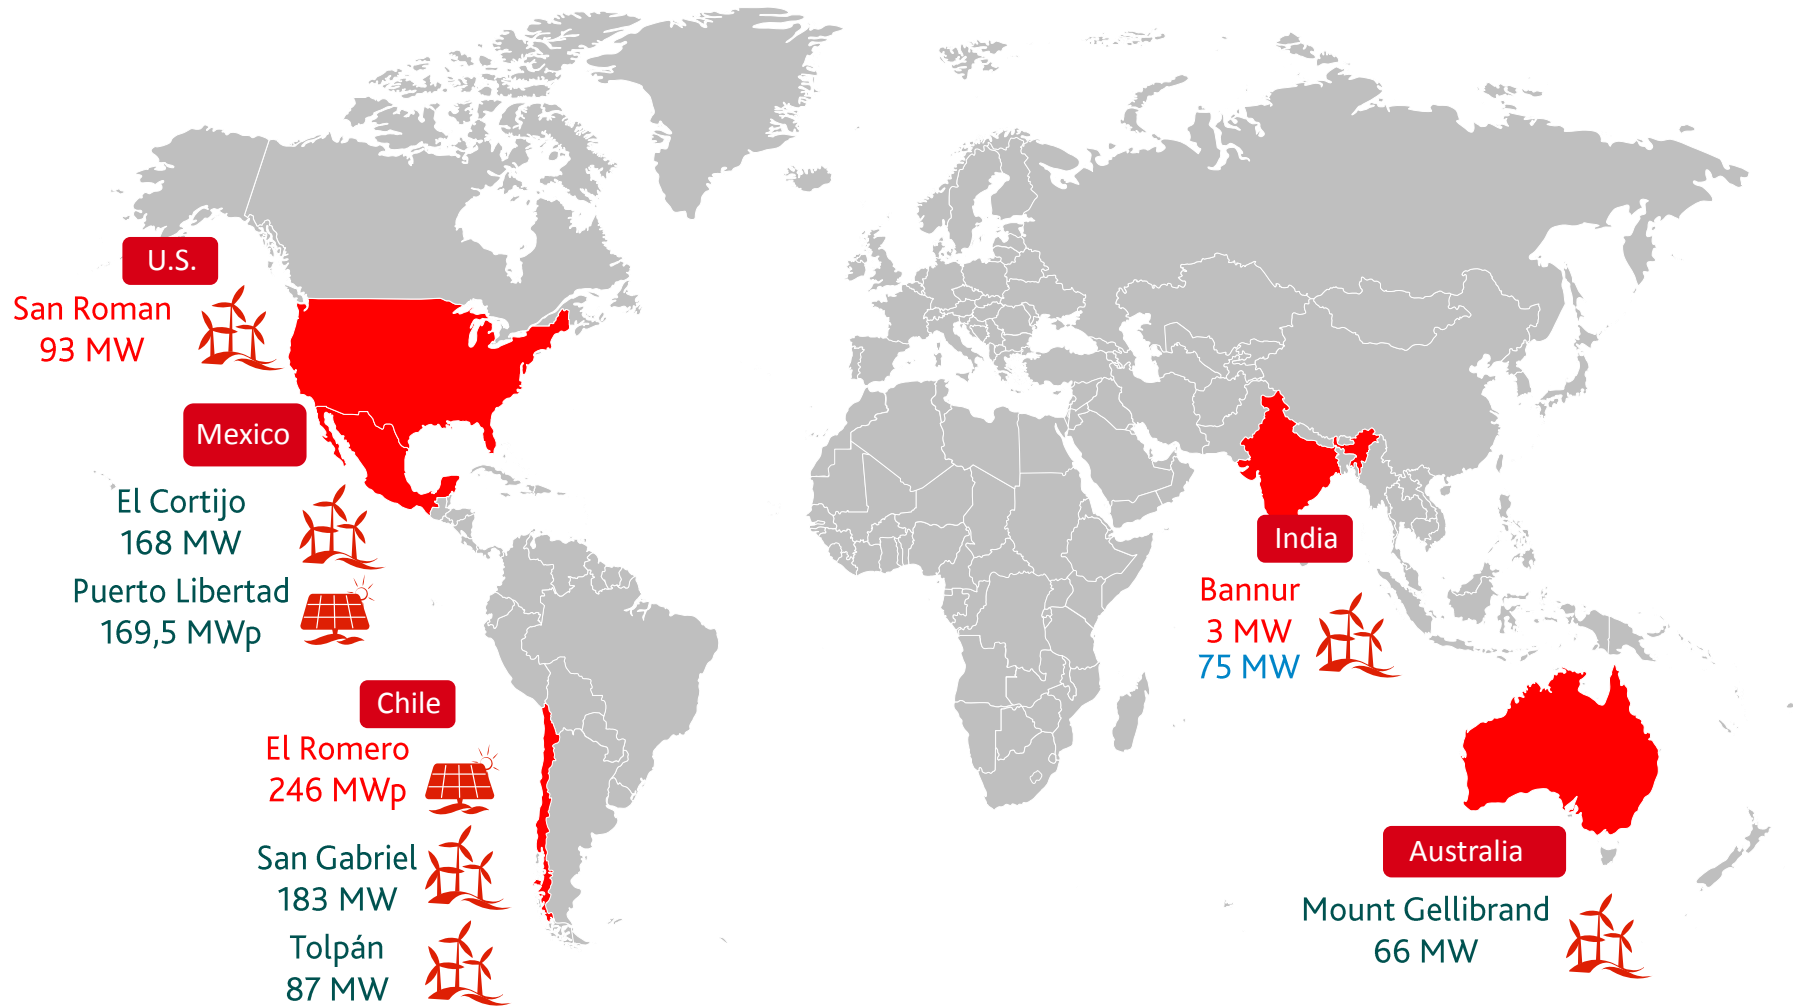 U.S.
San Roman
93 MW
Mexico
El Cortijo
168 MW
Puerto Libertad
169,5 MWp
Chile
El Romero
246 MWp
San Gabriel
183 MW
Tolpán
87 MW
India
Bannur
3 MW
75 MW
Australia
Mount Gellibrand
66 MW